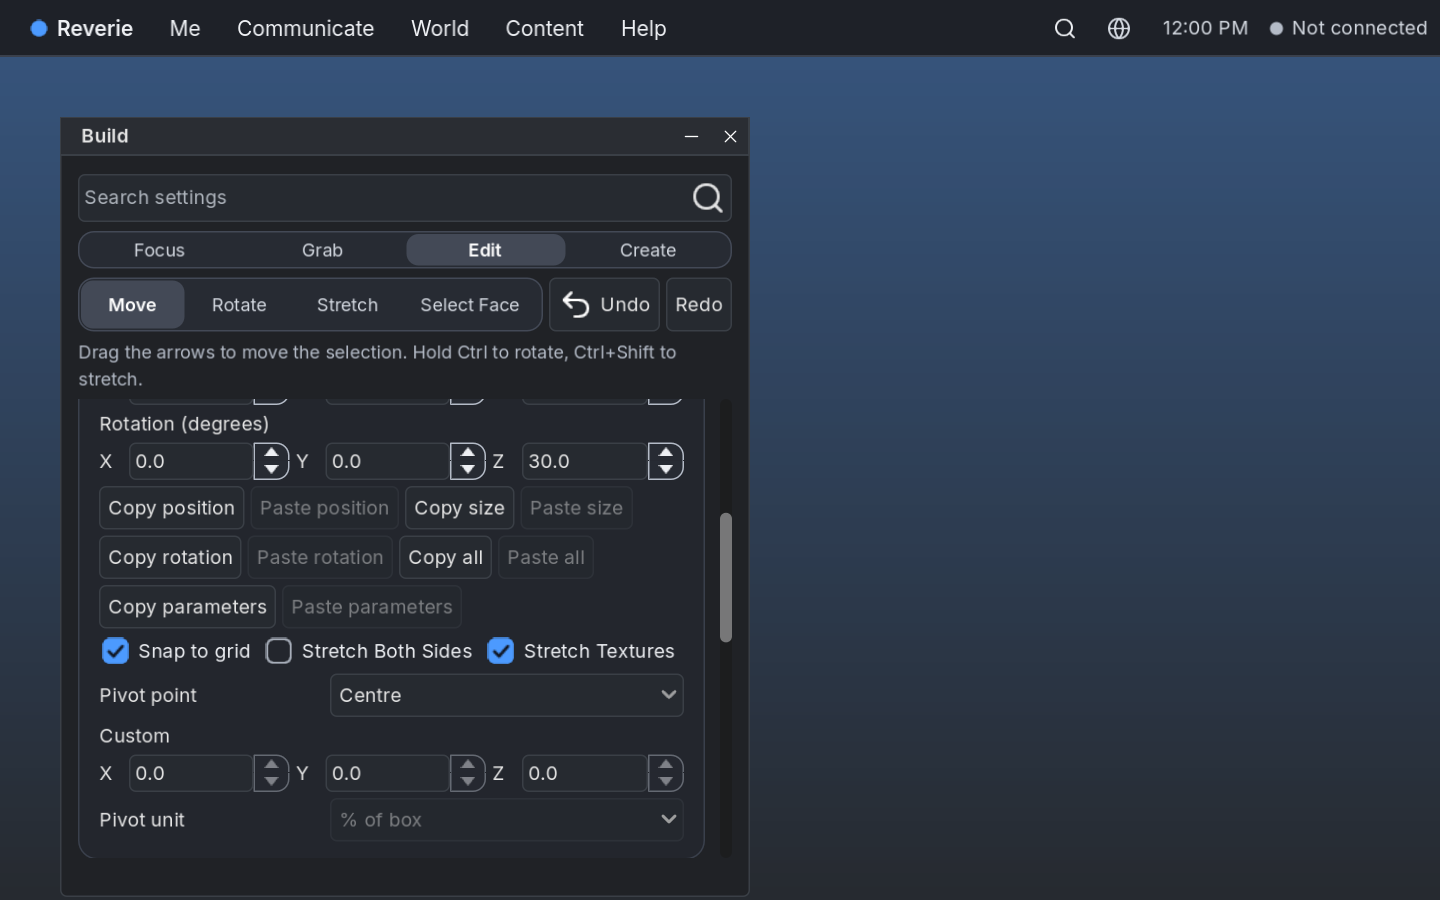 Reverie Me Communicate World Content Help 12:00 PM Not connected
Build
Search settings
Focus Grab Edit Create
Move Rotate Stretch Select Face Undo Redo
Drag the arrows to move the selection. Hold Ctrl to rotate, Ctrl+Shift to
stretch.
Rotation (degrees)
X 0.0 Y 0.0 Z 30.0
Copy position Paste position Copy size Paste size
Copy rotation Paste rotation Copy all Paste all
Copy parameters Paste parameters
Snap to grid Stretch Both Sides Stretch Textures
Pivot point Centre
Custom
X 0.0 Y 0.0 Z 0.0
Pivot unit % of box